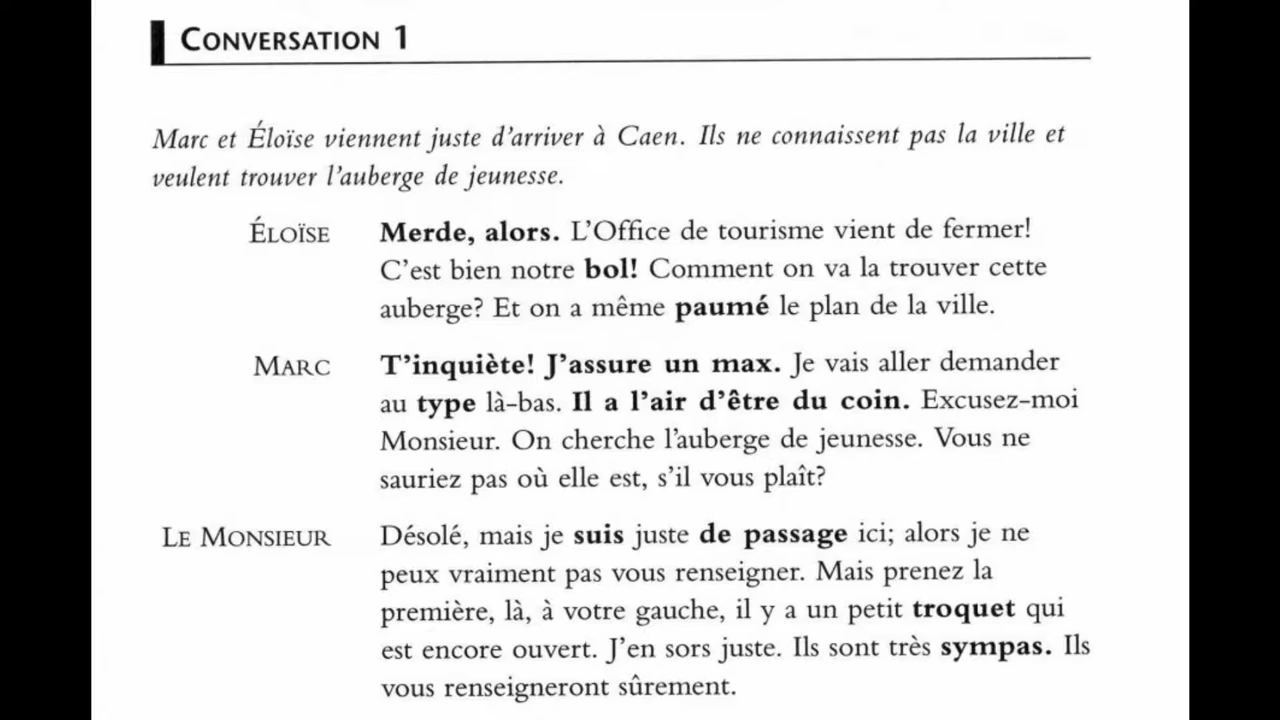 CONVERSATION 1
Marc et Éloïse viennent juste d'arriver à Caen. Ils ne connaissent pas la ville et
veulent trouver l'auberge de jeunesse.
ÉLOÏSE Merde, alors. L'Office de tourisme vient de fermer!
C'est bien notre bol! Comment on va la trouver cette
auberge? Et on a même paumé le plan de la ville.
MARC T'inquiète! J'assure un max. Je vais aller demander
au type là-bas. Il a l'air d'être du coin. Excusez-moi
Monsieur. On cherche l'auberge de jeunesse. Vous ne
sauriez pas où elle est, s'il vous plaît?
LE MONSIEUR Désolé, mais je suis juste de passage ici; alors je ne
peux vraiment pas vous renseigner. Mais prenez la
première, là, à votre gauche, il y a un petit troquet qui
est encore ouvert. J'en sors juste. Ils sont très sympas. Ils
vous renseigneront sûrement.